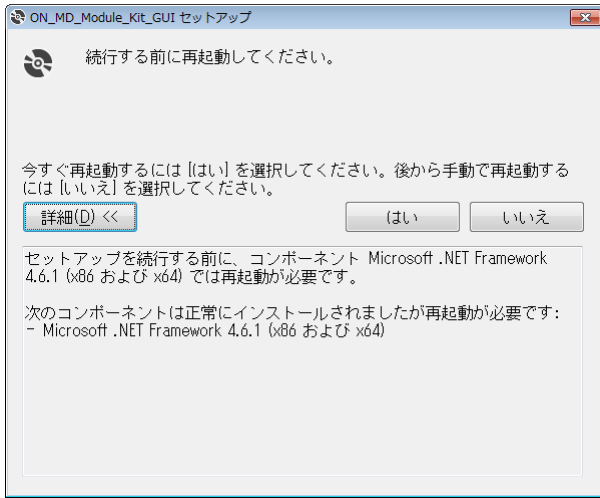 ON_MD_Module_Kit_GUI セットアップ
続行する前に再起動してください。
今すぐ再起動するには [はい] を選択してください。後から手動で再起動する
には [いいえ] を選択してください。
詳細(D) <<
はい
いいえ
セットアップを続行する前に、コンポーネント Microsoft .NET Framework
4.6.1 (x86 および x64) では再起動が必要です。
次のコンポーネントは正常にインストールされましたが再起動が必要です:
- Microsoft .NET Framework 4.6.1 (x86 および x64)